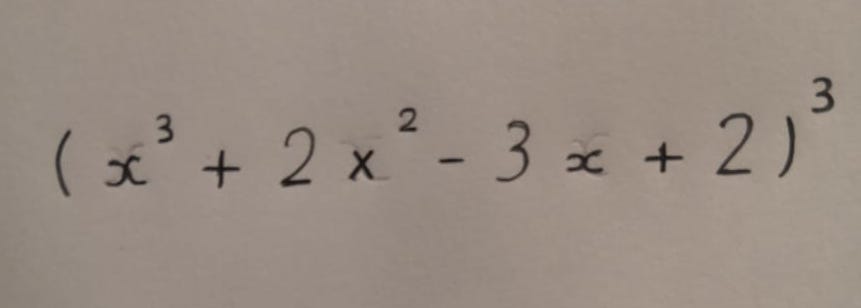 (x³ + 2x² - 3x + 2)³